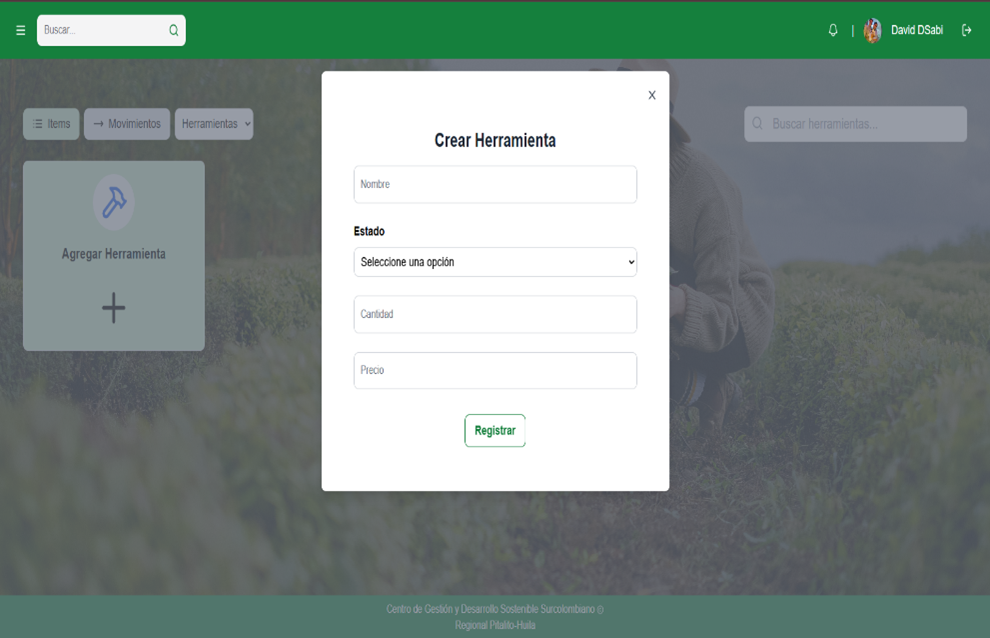 Buscar...
David DSabi
X
Items
Movimientos
Herramientas
Buscar herramientas...
Crear Herramienta
Nombre
Agregar Herramienta
Estado
Seleccione una opción
Cantidad
Precio
Registrar
Centro de Gestión y Desarrollo Sostenible Surcolombiano ©
Regional Pitalito-Huila